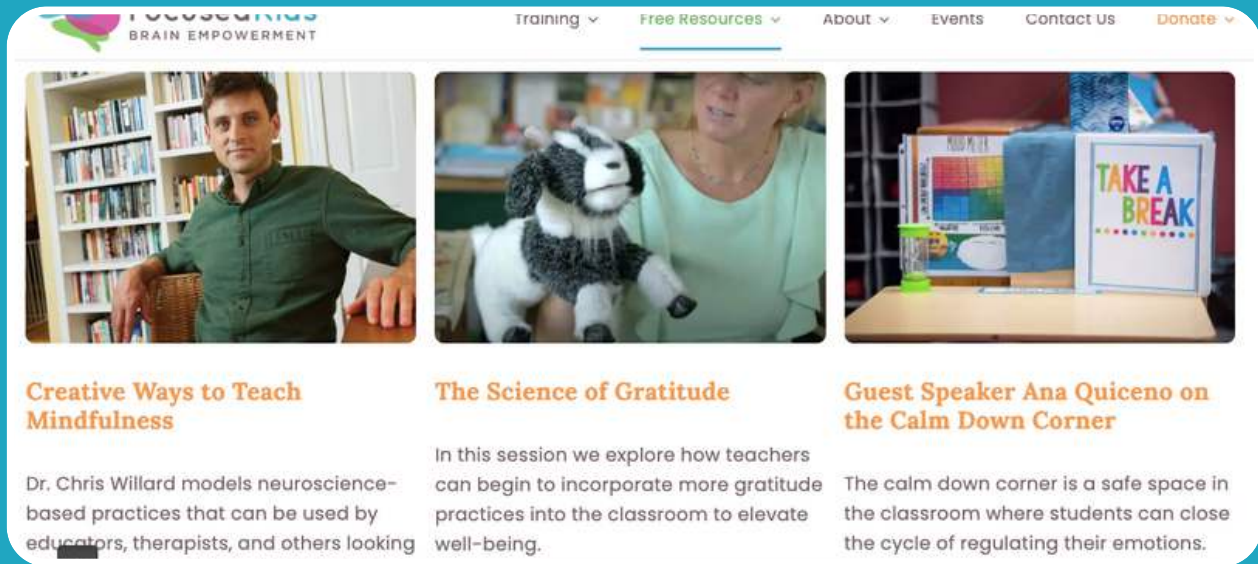 FocusedKids
BRAIN EMPOWERMENT
Training
Free Resources
About
Events
Contact Us
Donate
MOOD METER
TAKE A
BREAK
Creative Ways to Teach
Mindfulness
Dr. Chris Willard models neuroscience-
based practices that can be used by
educators, therapists, and others looking
The Science of Gratitude
In this session we explore how teachers
can begin to incorporate more gratitude
practices into the classroom to elevate
well-being.
Guest Speaker Ana Quiceno on
the Calm Down Corner
The calm down corner is a safe space in
the classroom where students can close
the cycle of regulating their emotions.